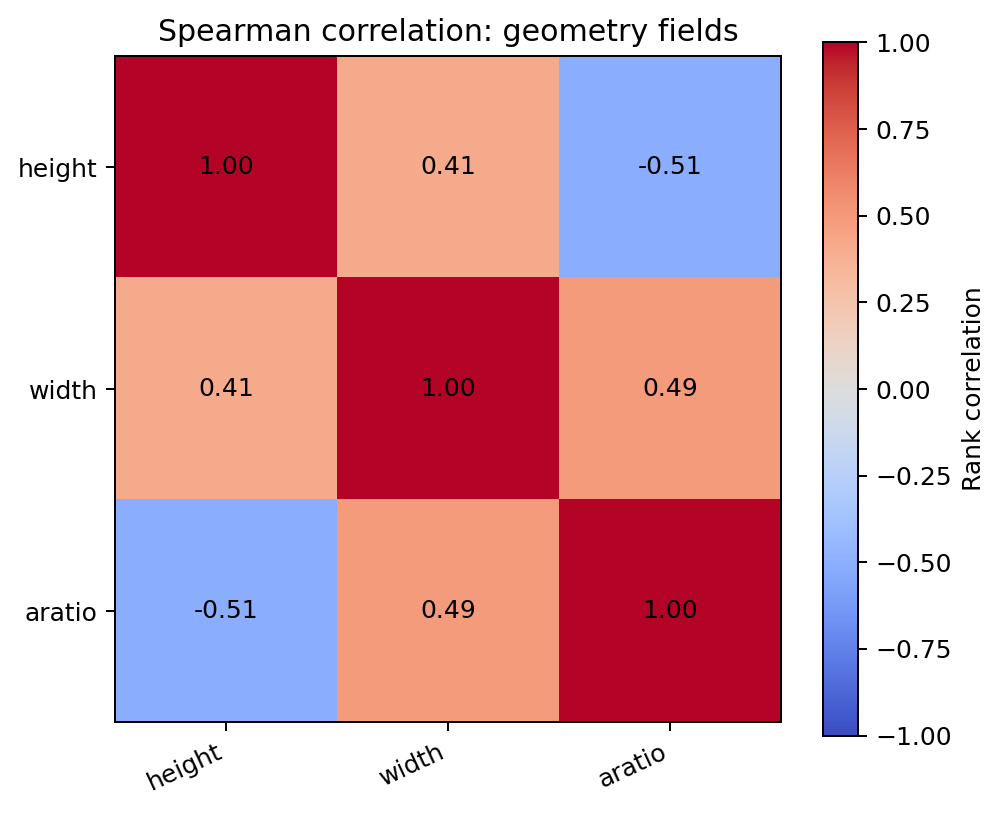 Spearman correlation: geometry fields
height 1.00 0.41 -0.51
width 0.41 1.00 0.49
aratio -0.51 0.49 1.00
height width aratio
1.00
0.75
0.50
0.25
0.00
−0.25
−0.50
−0.75
−1.00
Rank correlation